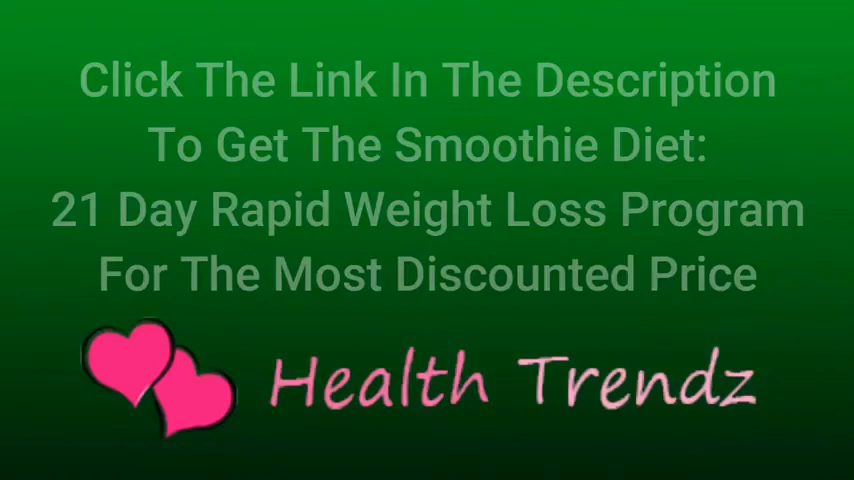 Click The Link In The Description
To Get The Smoothie Diet:
21 Day Rapid Weight Loss Program
For The Most Discounted Price
Health Trendz